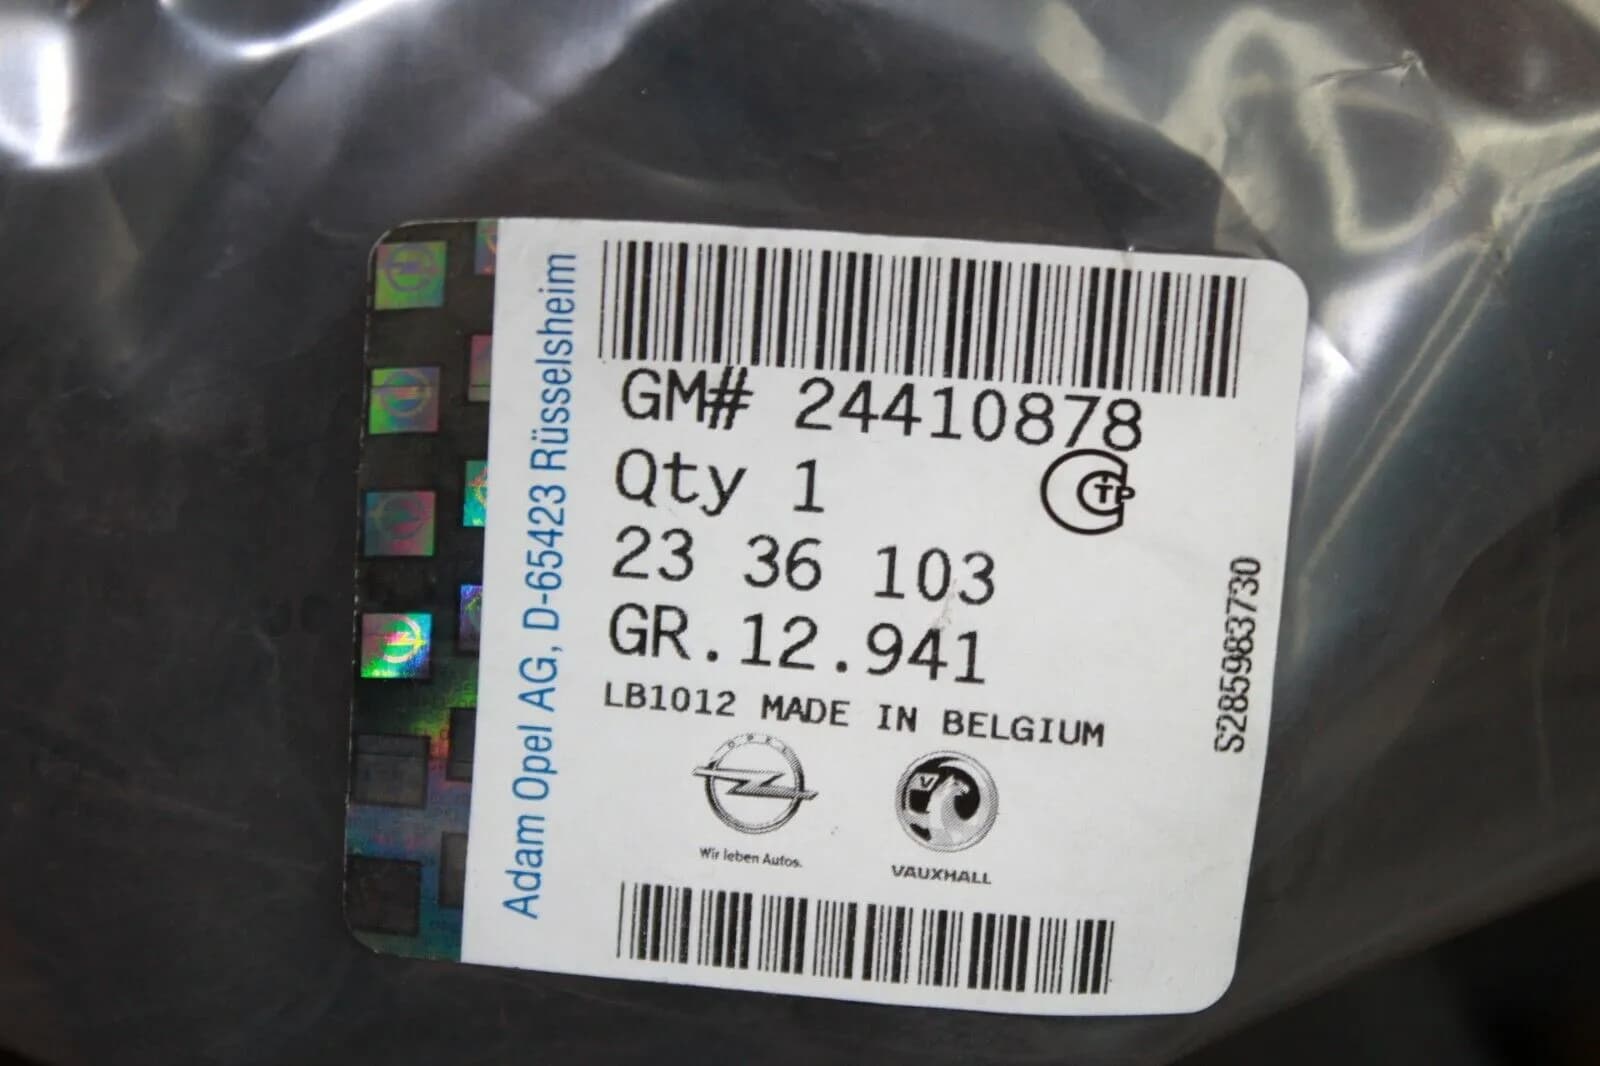 Adam Opel AG, D-65423 Rüsselsheim
GM# 24410878
Qty 1
23 36 103
GR.12.941
LB1012 MADE IN BELGIUM
S285983730
OPEL
Wir leben Autos.
V
VAUXHALL